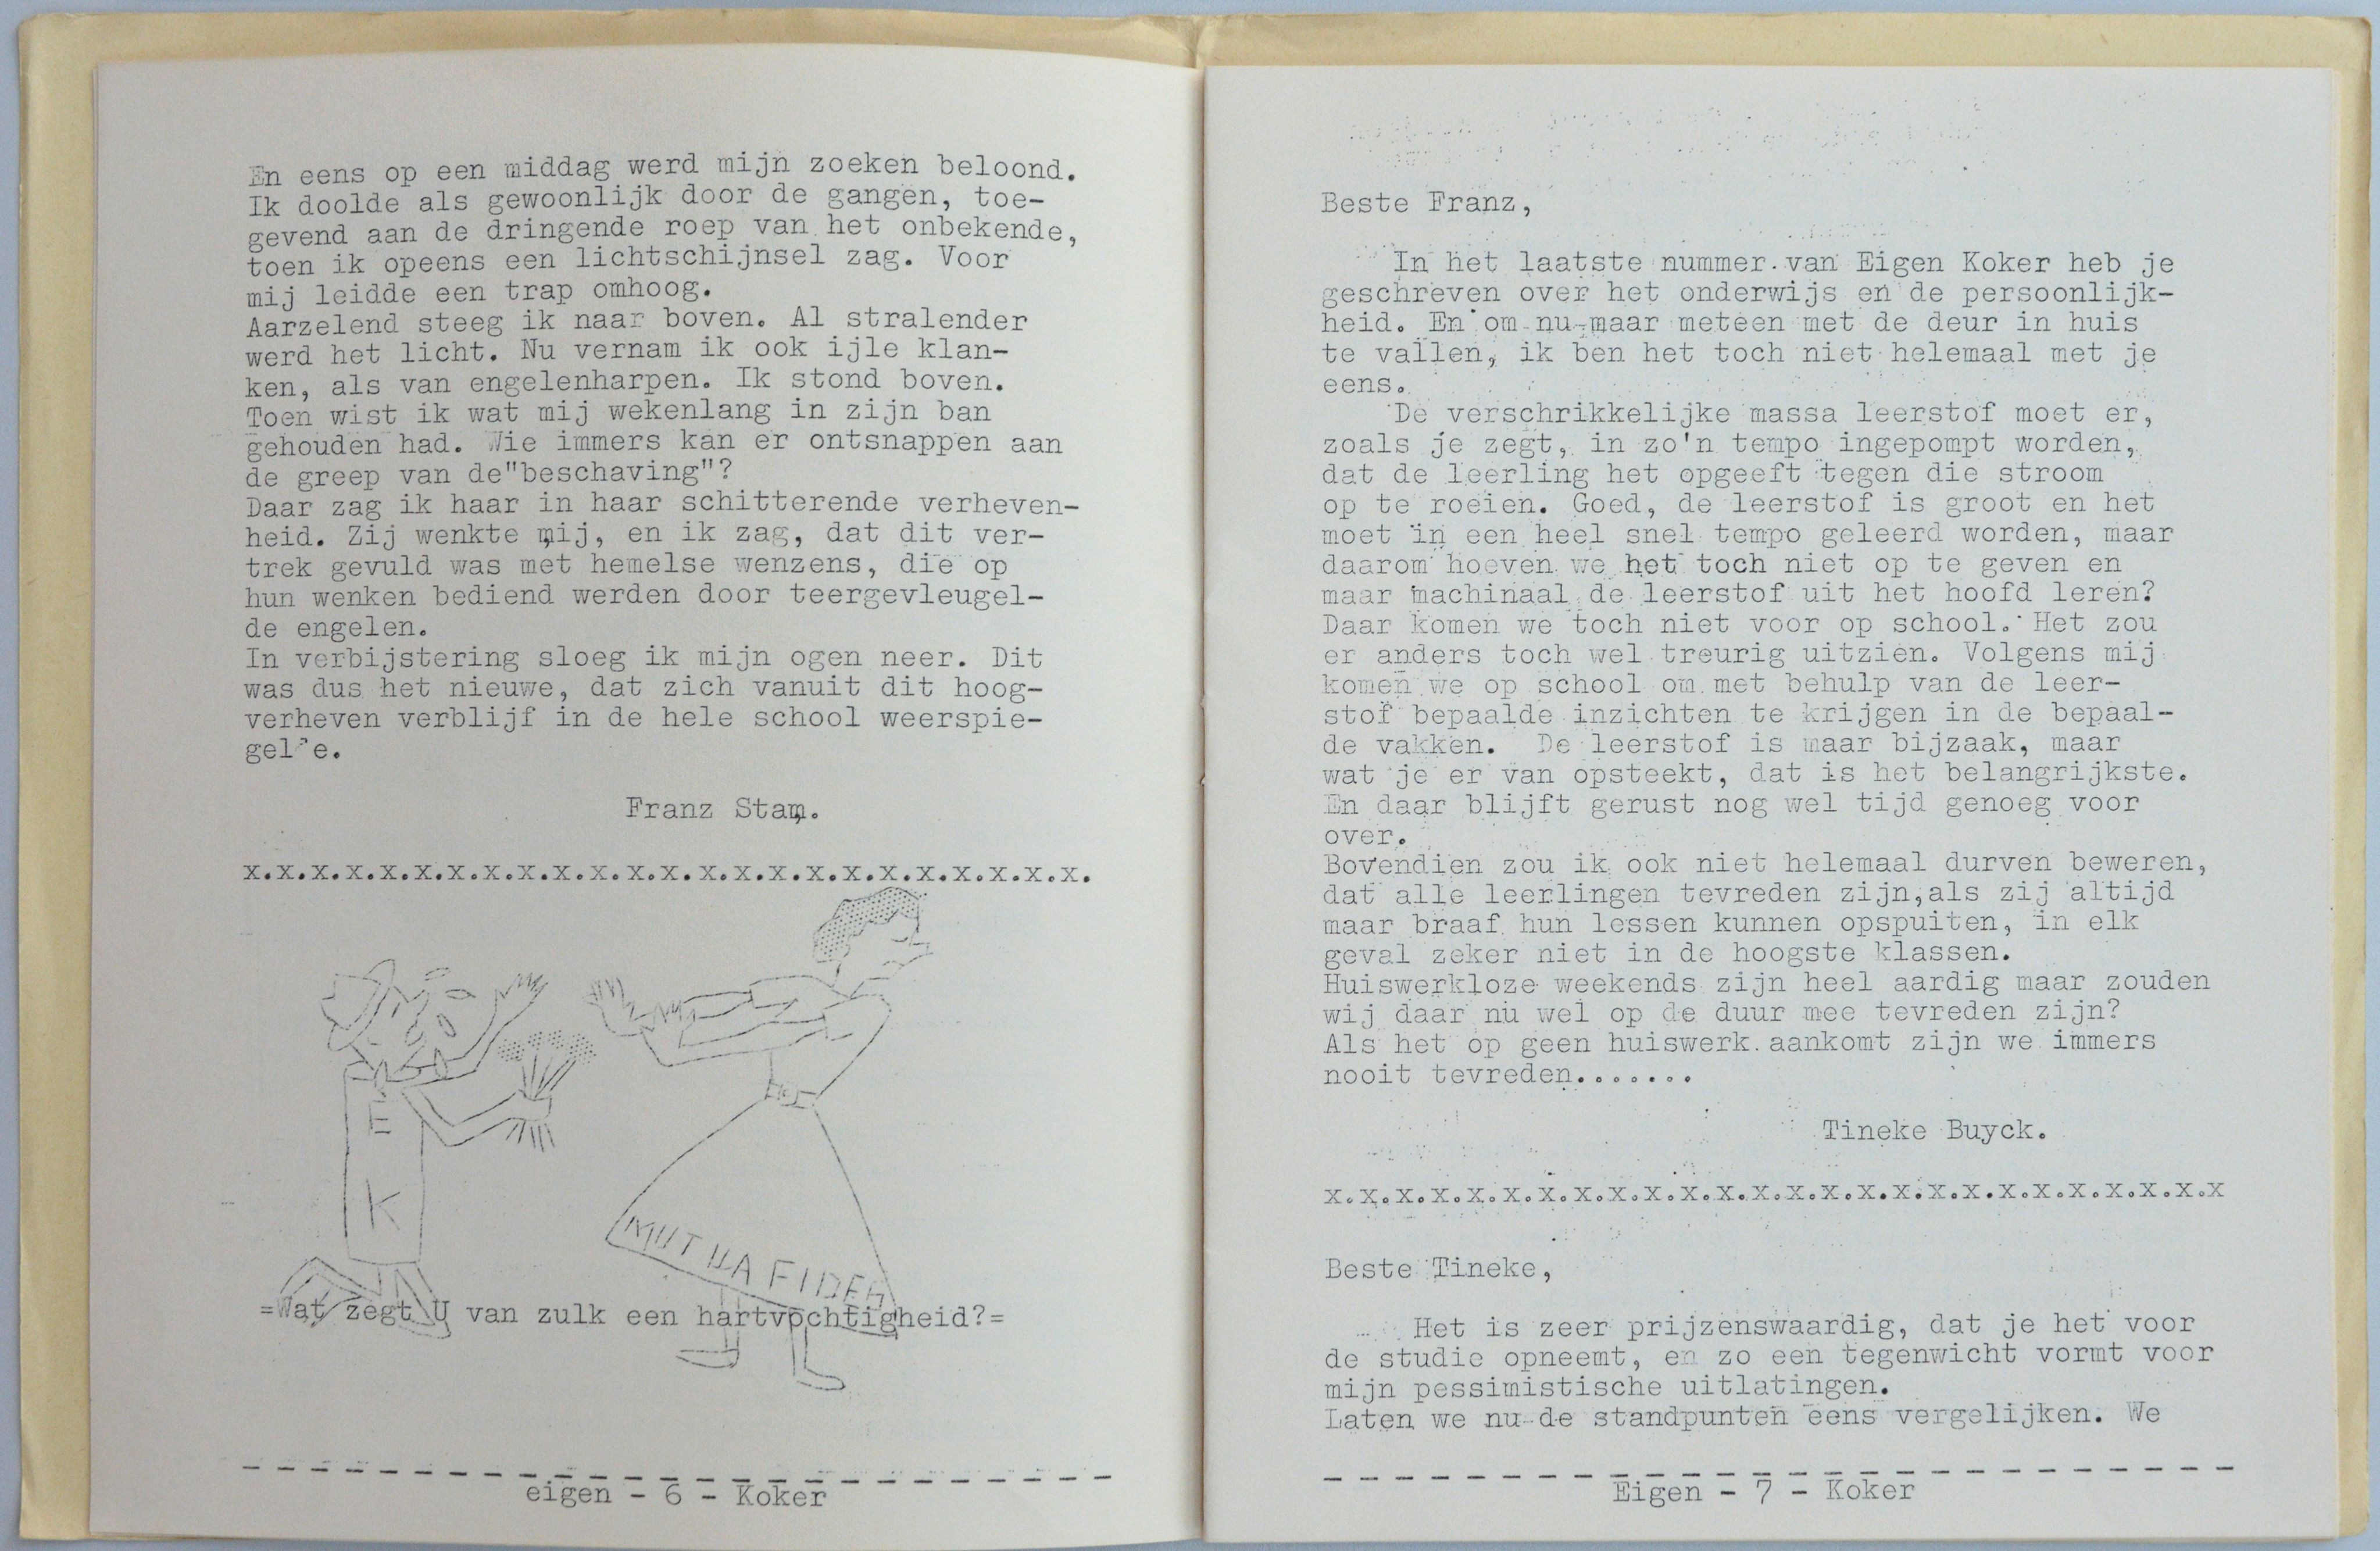 En eens op een middag werd mijn zoeken beloond.
Ik doolde als gewoonlijk door de gangen, toe-
gevend aan de dringende roep van het onbekende,
toen ik opeens een lichtschijnsel zag. Voor
mij leidde een trap omhoog.
Aarzelend steeg ik naar boven. Al stralender
werd het licht. Nu vernam ik ook ijle klan-
ken, als van engelenharpen. Ik stond boven.
Toen wist ik wat mij wekenlang in zijn ban
gehouden had. Wie immers kan er ontsnappen aan
de greep van de"beschaving"?
Daar zag ik haar in haar schitterende verheven-
heid. Zij wenkte mij, en ik zag, dat dit ver-
trek gevuld was met hemelse wenzens, die op
hun wenken bediend werden door teergevleugel-
de engelen.
In verbijstering sloeg ik mijn ogen neer. Dit
was dus het nieuwe, dat zich vanuit dit hoog-
verheven verblijf in de hele school weerspie-
gelde.
Franz Stam.
x.x.x.x.x.x.x.x.x.x.x.x.x.x.x.x.x.x.x.x.x.x.x.x.
E
K
MUTUA FIDES
=Wat zegt U van zulk een hartvochtigheid?=
eigen - 6 - Koker
Beste Franz,
In het laatste nummer van Eigen Koker heb je
geschreven over het onderwijs en de persoonlijk-
heid. En om nu maar meteen met de deur in huis
te vallen, ik ben het toch niet helemaal met je
eens.
De verschrikkelijke massa leerstof moet er,
zoals je zegt, in zo'n tempo ingepompt worden,
dat de leerling het opgeeft tegen die stroom
op te roeien. Goed, de leerstof is groot en het
moet in een heel snel tempo geleerd worden, maar
daarom hoeven we het toch niet op te geven en
maar machinaal de leerstof uit het hoofd leren?
Daar komen we toch niet voor op school. Het zou
er anders toch wel treurig uitzien. Volgens mij
komen we op school om met behulp van de leer-
stof bepaalde inzichten te krijgen in de bepaal-
de vakken. De leerstof is maar bijzaak, maar
wat je er van opsteekt, dat is het belangrijkste.
En daar blijft gerust nog wel tijd genoeg voor
over.
Bovendien zou ik ook niet helemaal durven beweren,
dat alle leerlingen tevreden zijn,als zij altijd
maar braaf hun lessen kunnen opspuiten, in elk
geval zeker niet in de hoogste klassen.
Huiswerkloze weekends zijn heel aardig maar zouden
wij daar nu wel op de duur mee tevreden zijn?
Als het op geen huiswerk aankomt zijn we immers
nooit tevreden.......
Tineke Buyck.
x.x.x.x.x.x.x.x.x.x.x.x.x.x.x.x.x.x.x.x.x.x.x.x.x.x
Beste Tineke,
Het is zeer prijzenswaardig, dat je het voor
de studie opneemt, en zo een tegenwicht vormt voor
mijn pessimistische uitlatingen.
Laten we nu de standpunten eens vergelijken. We
Eigen - 7 - Koker